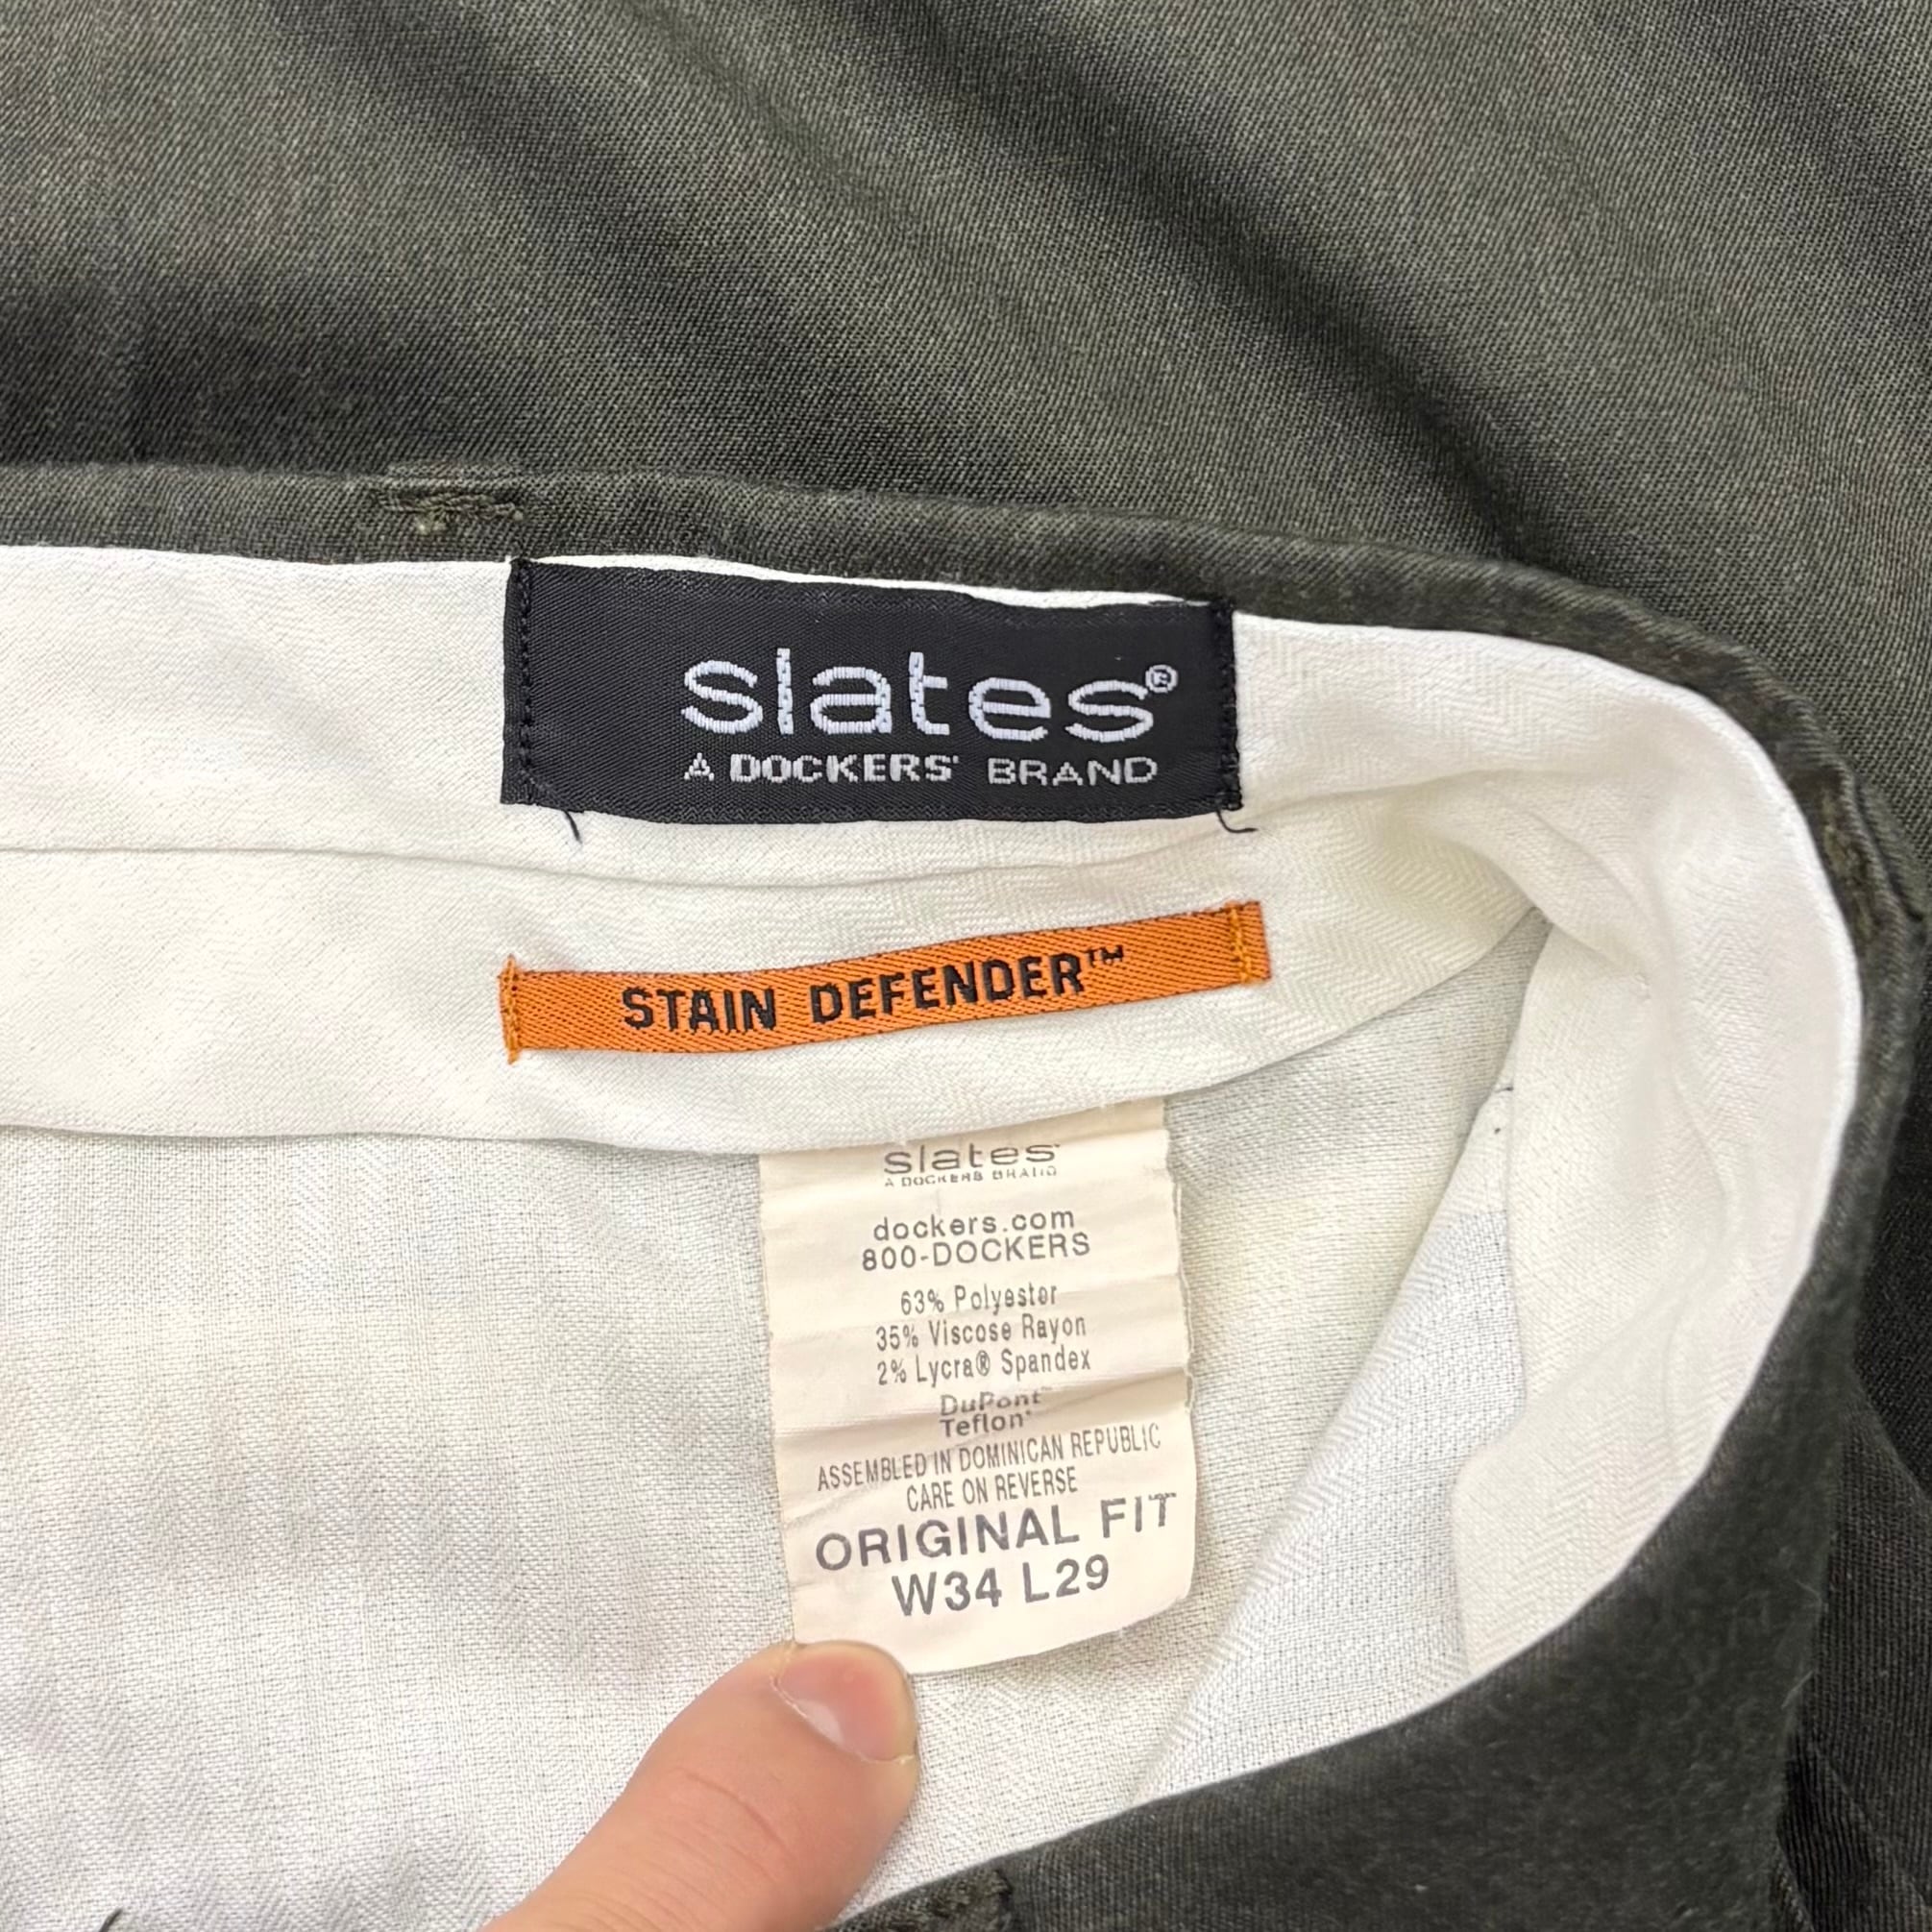 slates®
A DOCKERS® BRAND
STAIN DEFENDER™
slates®
A DOCKERS BRAND
dockers.com
800-DOCKERS
63% Polyester
35% Viscose Rayon
2% Lycra® Spandex
DuPont™
Teflon®
ASSEMBLED IN DOMINICAN REPUBLIC
CARE ON REVERSE
ORIGINAL FIT
W34 L29